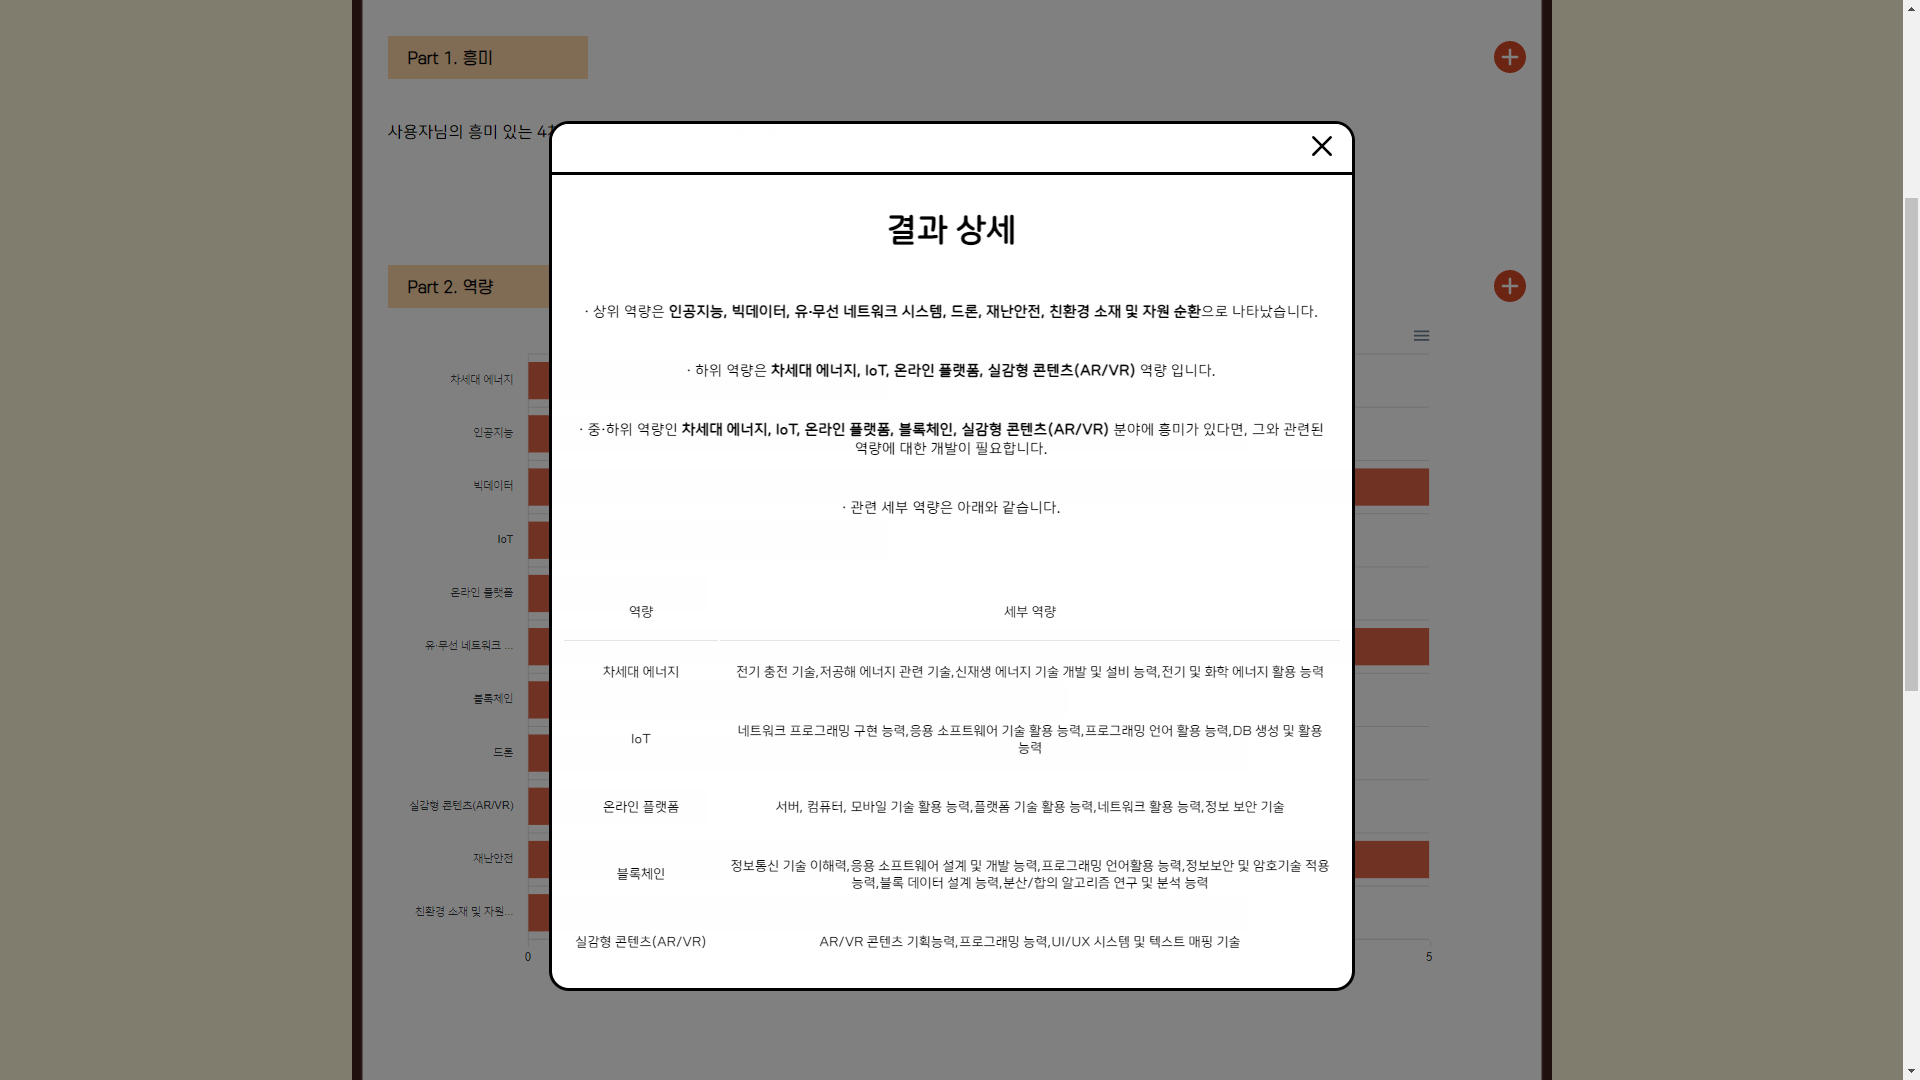 Part 1. 흥미
사용자님의 흥미 있는 4
결과 상세
Part 2. 역량
· 상위 역량은 인공지능, 빅데이터, 유·무선 네트워크 시스템, 드론, 재난안전, 친환경 소재 및 자원 순환으로 나타났습니다.
· 하위 역량은 차세대 에너지, IoT, 온라인 플랫폼, 실감형 콘텐츠(AR/VR) 역량 입니다.
· 중·하위 역량인 차세대 에너지, IoT, 온라인 플랫폼, 블록체인, 실감형 콘텐츠(AR/VR) 분야에 흥미가 있다면, 그와 관련된
역량에 대한 개발이 필요합니다.
· 관련 세부 역량은 아래와 같습니다.
역량 세부 역량
차세대 에너지 전기 충전 기술,저공해 에너지 관련 기술,신재생 에너지 기술 개발 및 설비 능력,전기 및 화학 에너지 활용 능력
IoT 네트워크 프로그래밍 구현 능력,응용 소프트웨어 기술 활용 능력,프로그래밍 언어 활용 능력,DB 생성 및 활용
능력
온라인 플랫폼 서버, 컴퓨터, 모바일 기술 활용 능력,플랫폼 기술 활용 능력,네트워크 활용 능력,정보 보안 기술
블록체인 정보통신 기술 이해력,응용 소프트웨어 설계 및 개발 능력,프로그래밍 언어활용 능력,정보보안 및 암호기술 적용
능력,블록 데이터 설계 능력,분산/합의 알고리즘 연구 및 분석 능력
실감형 콘텐츠(AR/VR) AR/VR 콘텐츠 기획능력,프로그래밍 능력,UI/UX 시스템 및 텍스트 매핑 기술
차세대 에너지
인공지능
빅데이터
IoT
온라인 플랫폼
유·무선 네트워크 ...
블록체인
드론
실감형 콘텐츠(AR/VR)
재난안전
친환경 소재 및 자원...
0 5